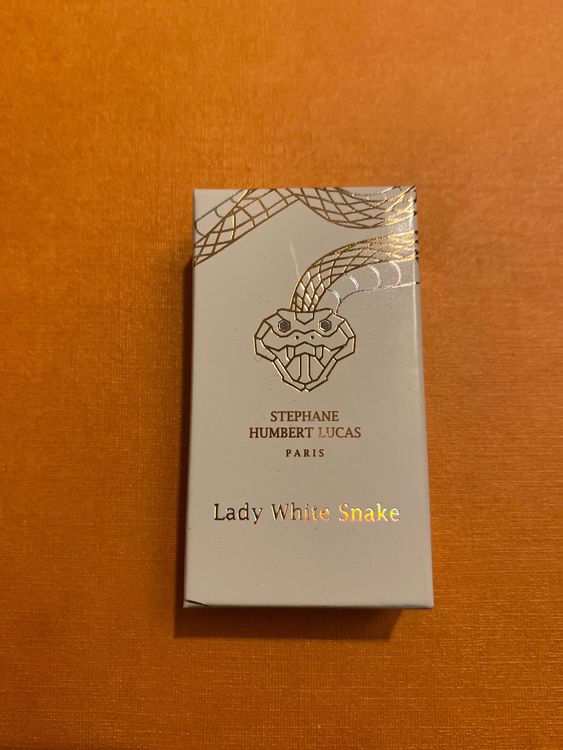 STEPHANE
HUMBERT LUCAS
PARIS
Lady White Snake